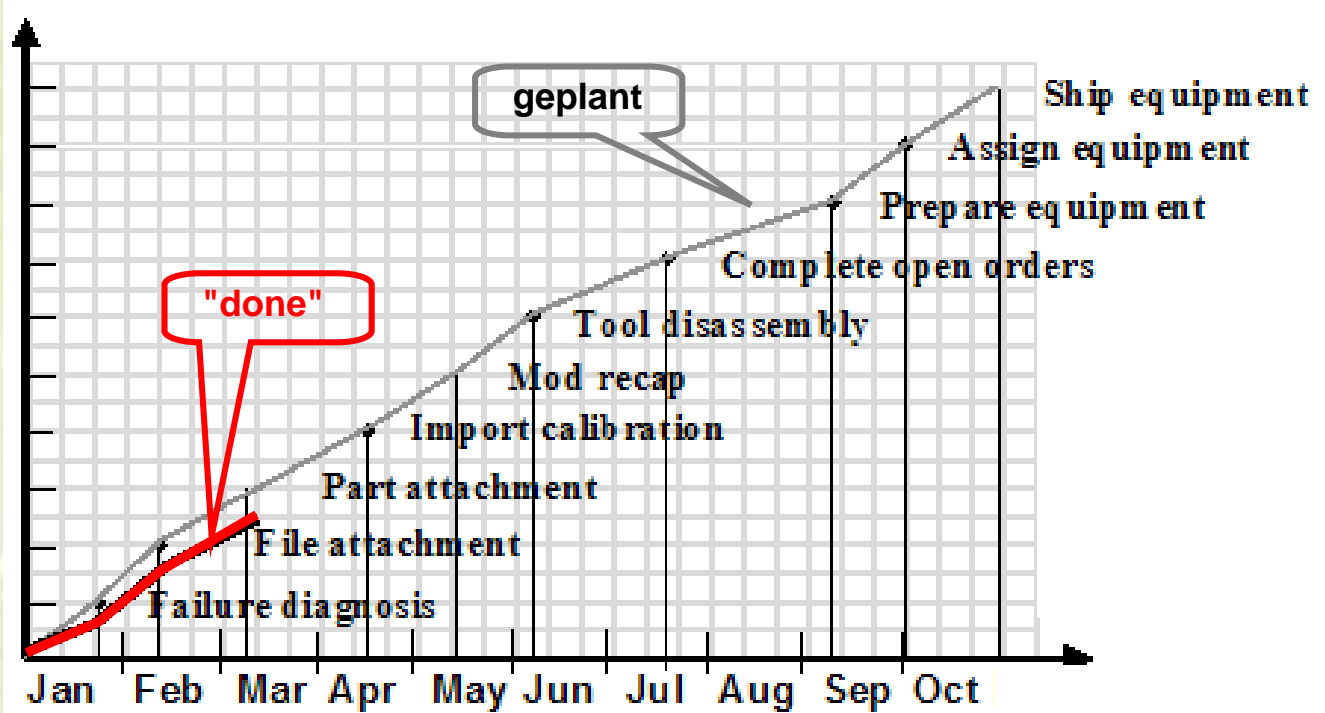 geplant
Ship equipment
Assign equipment
Prepare equipment
Complete open orders
"done"
Tool disassembly
Mod recap
Import calibration
Part attachment
File attachment
Failure diagnosis
Jan Feb Mar Apr May Jun Jul Aug Sep Oct